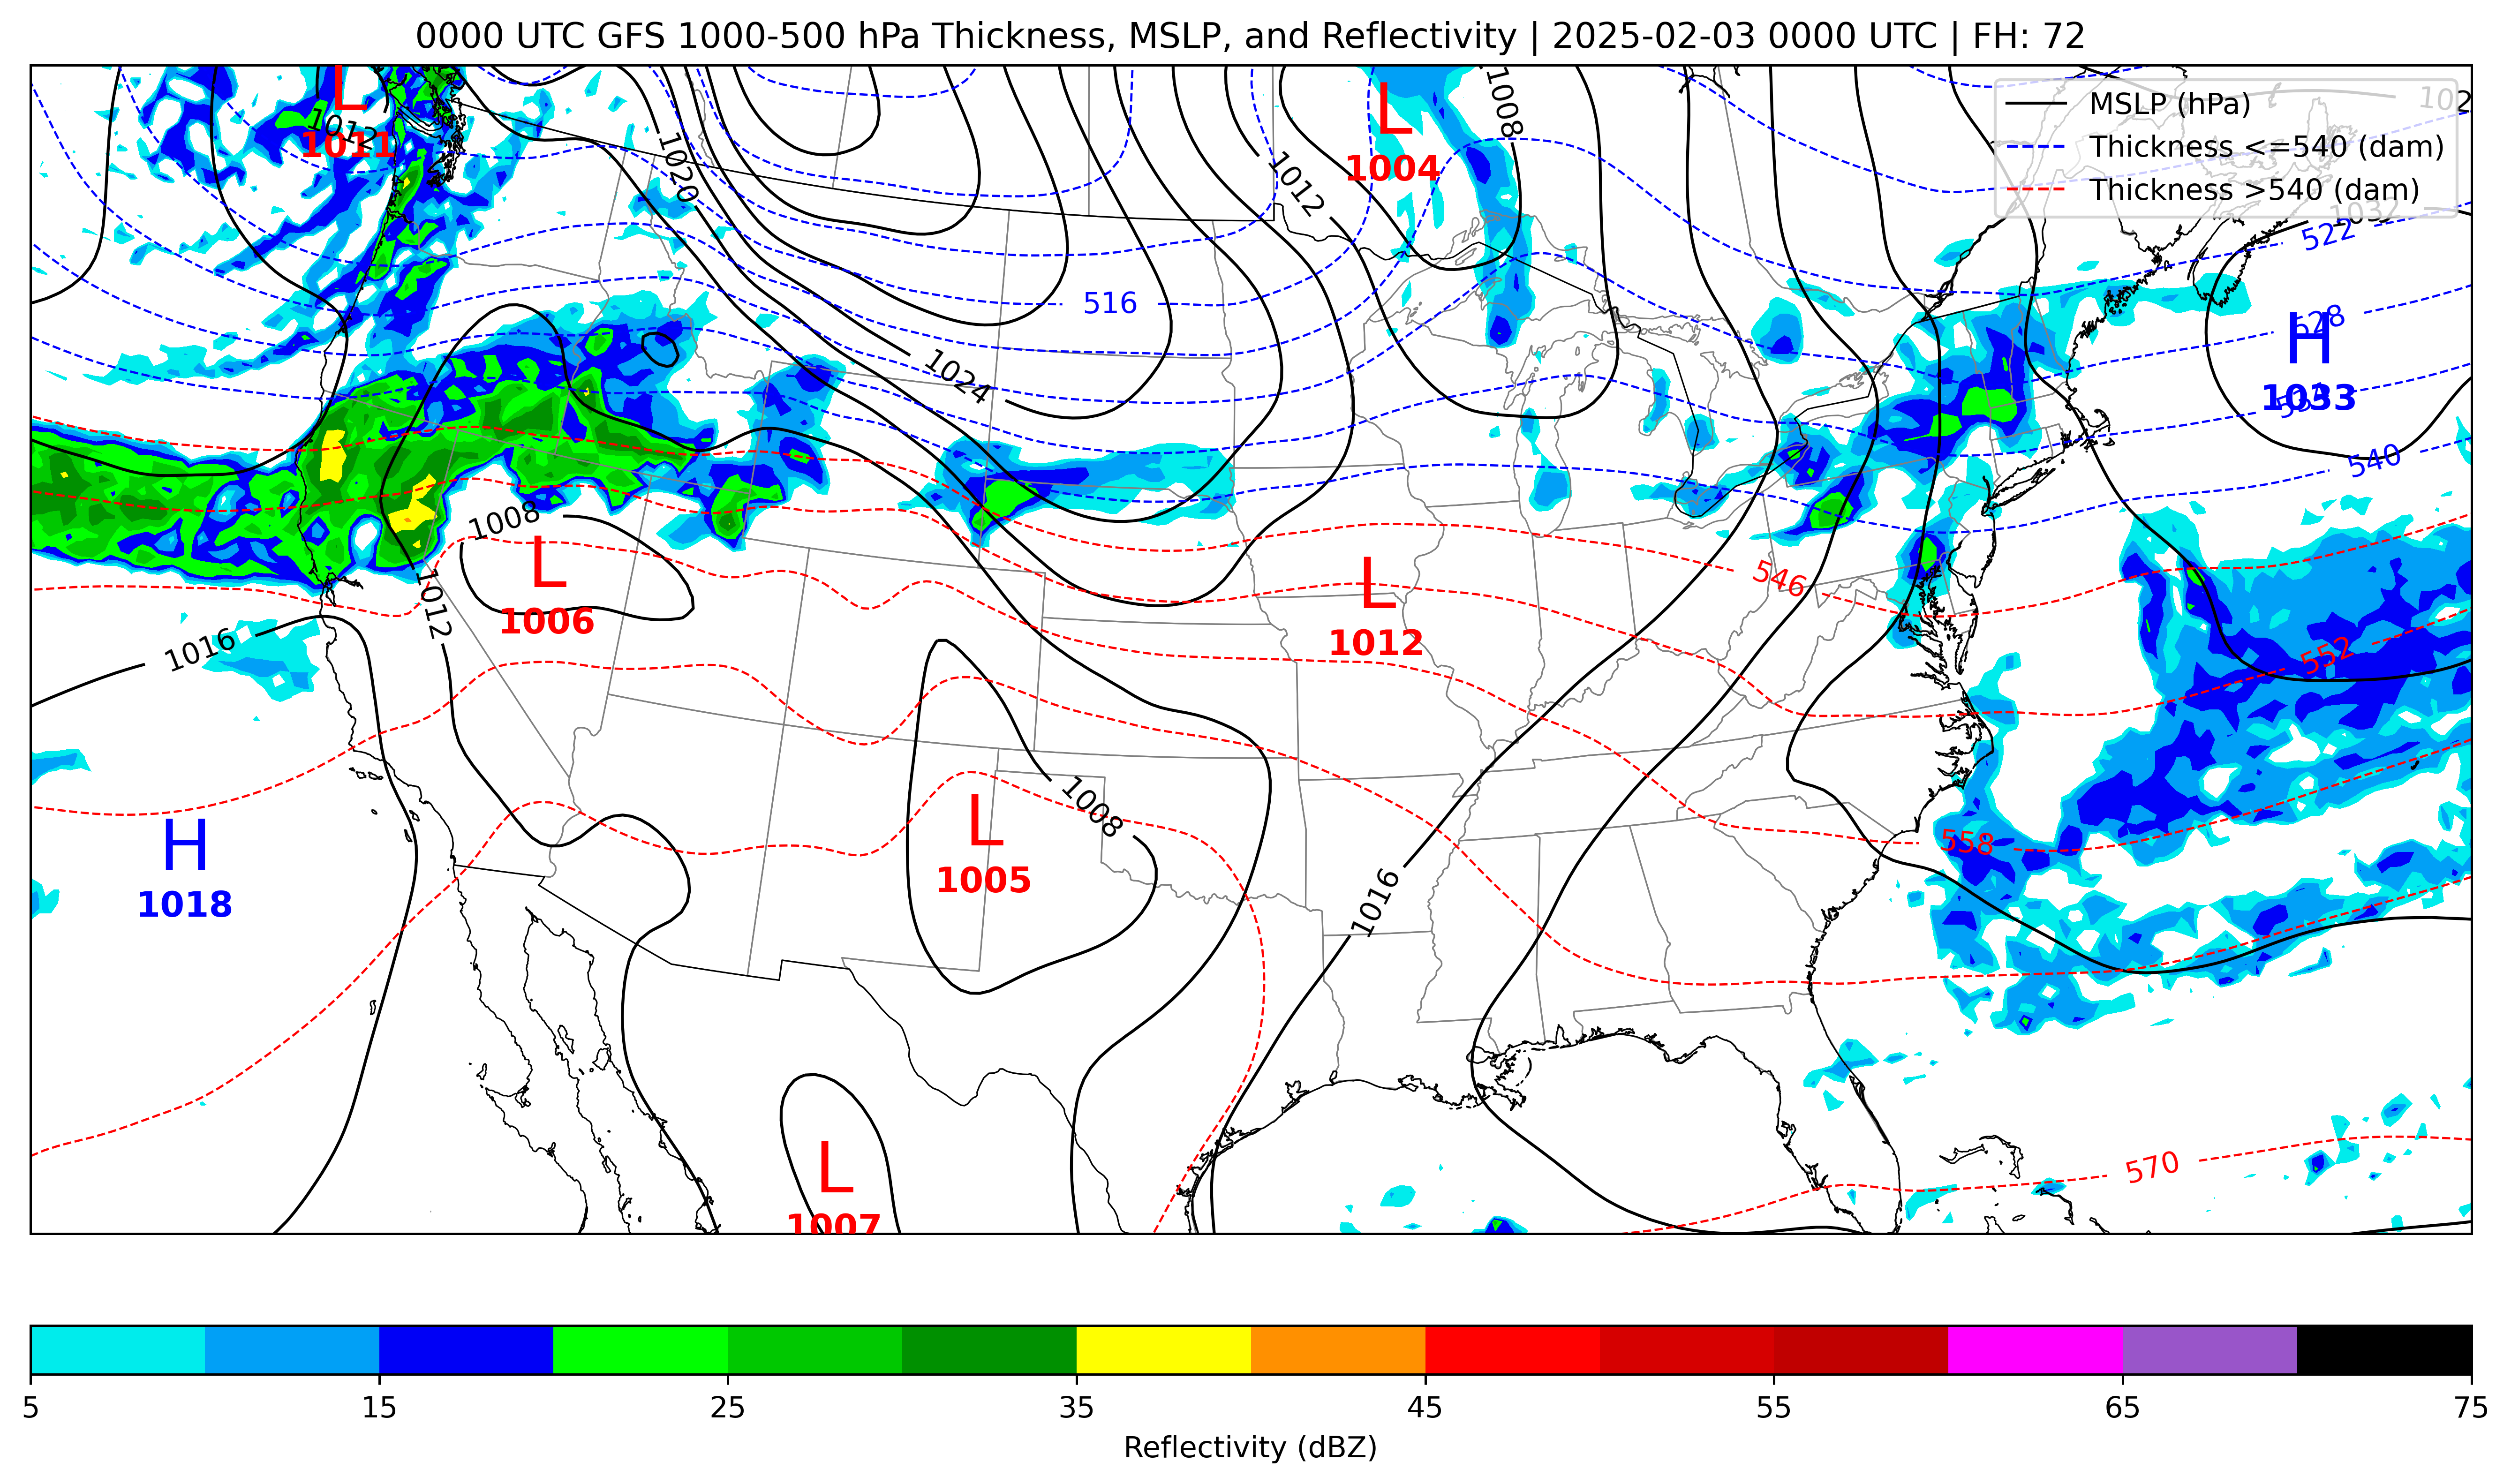 0000 UTC GFS 1000-500 hPa Thickness, MSLP, and Reflectivity | 2025-02-03 0000 UTC | FH: 72
MSLP (hPa)
Thickness <=540 (dam)
Thickness >540 (dam)
L
1011
1012
1020
L
1004
1008
1012
102
1032
522
516
528
H
1033
534
540
1024
1008
L
1006
1012
1016
L
1012
546
552
H
1018
L
1005
1008
1016
558
L
1007
570
5
15
25
35
45
55
65
75
Reflectivity (dBZ)